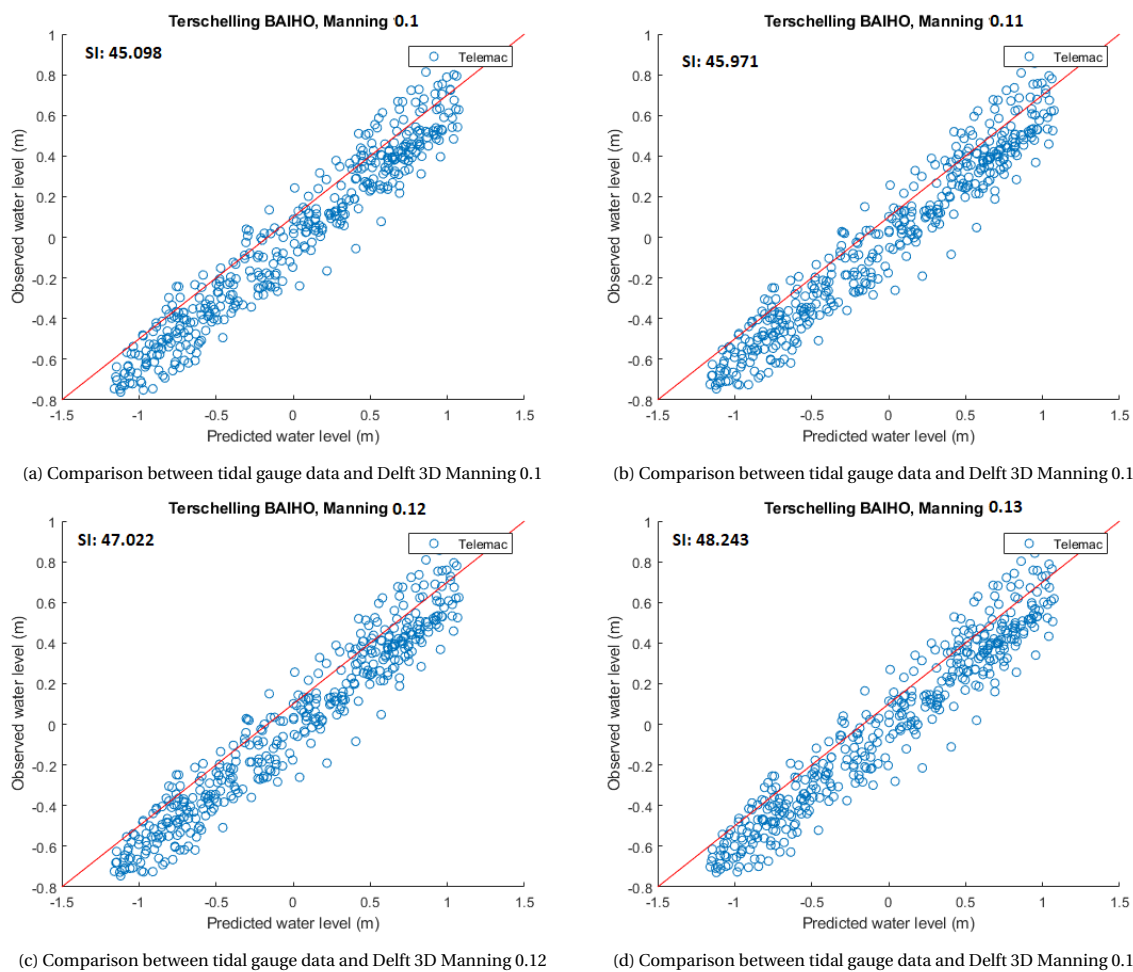 Terschelling BAIHO, Manning 0.1
SI: 45.098
Telemac
Observed water level (m)
1
0.8
0.6
0.4
0.2
0
-0.2
-0.4
-0.6
-0.8
-1.5
-1
-0.5
0
0.5
1
1.5
Predicted water level (m)
(a) Comparison between tidal gauge data and Delft 3D Manning 0.1
Terschelling BAIHO, Manning 0.11
SI: 45.971
Telemac
Observed water level (m)
1
0.8
0.6
0.4
0.2
0
-0.2
-0.4
-0.6
-0.8
-1.5
-1
-0.5
0
0.5
1
1.5
Predicted water level (m)
(b) Comparison between tidal gauge data and Delft 3D Manning 0.1
Terschelling BAIHO, Manning 0.12
SI: 47.022
Telemac
Observed water level (m)
1
0.8
0.6
0.4
0.2
0
-0.2
-0.4
-0.6
-0.8
-1.5
-1
-0.5
0
0.5
1
1.5
Predicted water level (m)
(c) Comparison between tidal gauge data and Delft 3D Manning 0.12
Terschelling BAIHO, Manning 0.13
SI: 48.243
Telemac
Observed water level (m)
1
0.8
0.6
0.4
0.2
0
-0.2
-0.4
-0.6
-0.8
-1.5
-1
-0.5
0
0.5
1
1.5
Predicted water level (m)
(d) Comparison between tidal gauge data and Delft 3D Manning 0.1